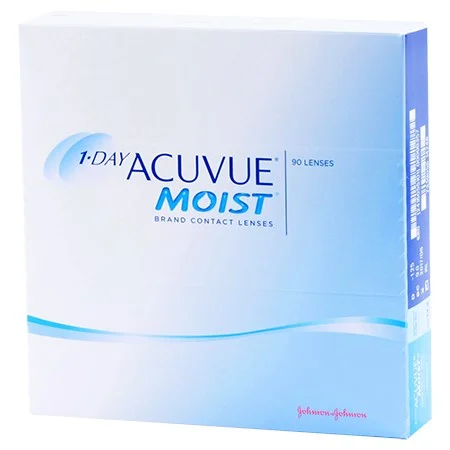 1·DAY ACUVUE®
MOIST®
BRAND CONTACT LENSES
90 LENSES
Johnson&Johnson